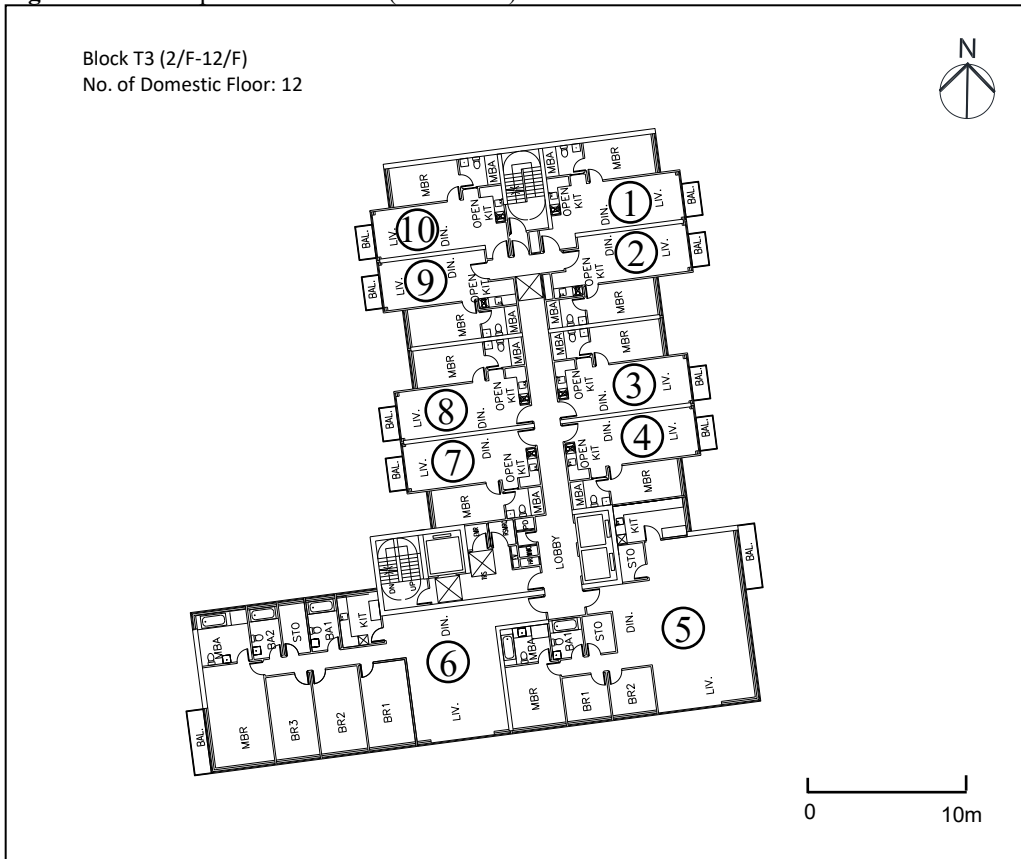 Block T3 (2/F-12/F)
No. of Domestic Floor: 12
N
MBR
MBA
MBA
MBR
BAL.
LIV.
10
DIN.
OPEN KIT
OPEN KIT
DIN.
1
LIV.
BAL.
BAL.
LIV.
9
DIN.
OPEN KIT
OPEN KIT
DIN.
2
LIV.
BAL.
MBR
MBA
MBA
MBR
MBR
MBA
MBA
MBR
BAL.
LIV.
8
DIN.
OPEN KIT
OPEN KIT
DIN.
3
LIV.
BAL.
BAL.
LIV.
7
DIN.
OPEN KIT
OPEN KIT
DIN.
4
LIV.
BAL.
MBR
MBA
MBA
MBR
DN
UP
LOBBY
STO
KIT
BAL.
MBA
BA2
STO
BA1
KIT
DIN.
6
LIV.
MBA
BA1
STO
DIN.
5
LIV.
BAL.
MBR
BR3
BR2
BR1
MBR
BR1
BR2
0
10m